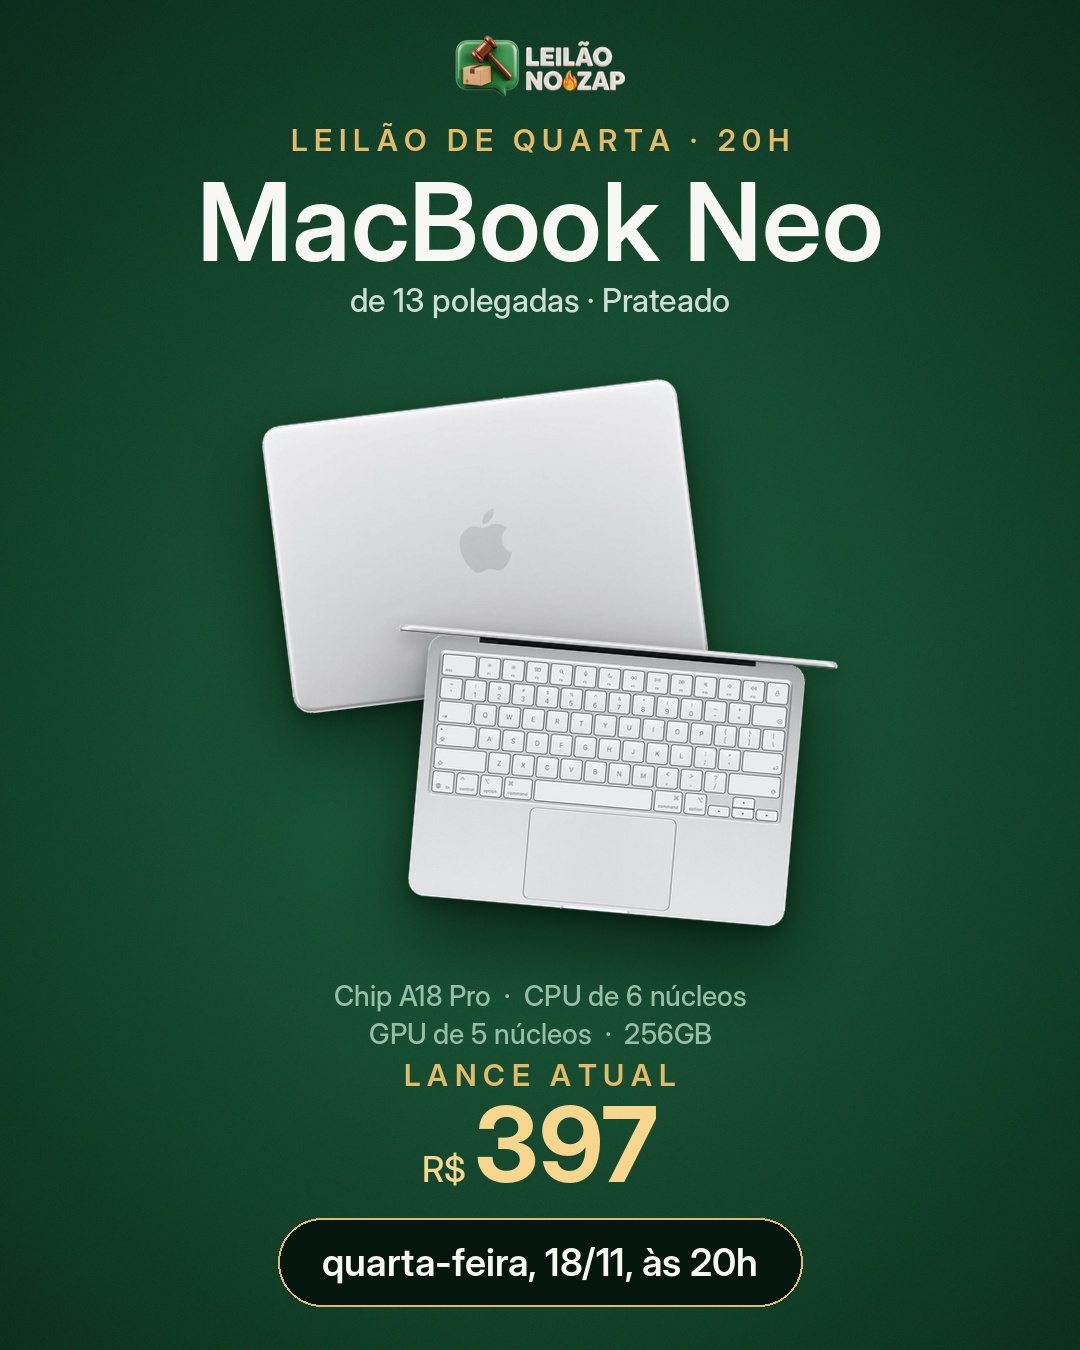 LEILÃO
NO ZAP
LEILÃO DE QUARTA · 20H
MacBook Neo
de 13 polegadas · Prateado
Chip A18 Pro · CPU de 6 núcleos
GPU de 5 núcleos · 256GB
LANCE ATUAL
R$ 397
quarta-feira, 18/11, às 20h